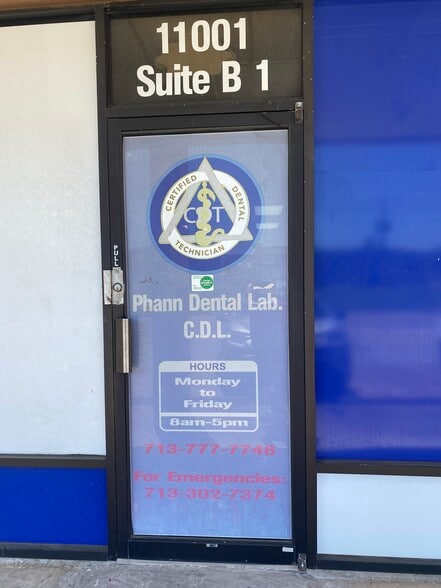 11001
Suite B 1
CERTIFIED DENTAL
TECHNICIAN
CDT
PULL
Phann Dental Lab.
C.D.L.
HOURS
Monday
to
Friday
8am-5pm
713-777-7748
For Emergencies:
713-302-7374